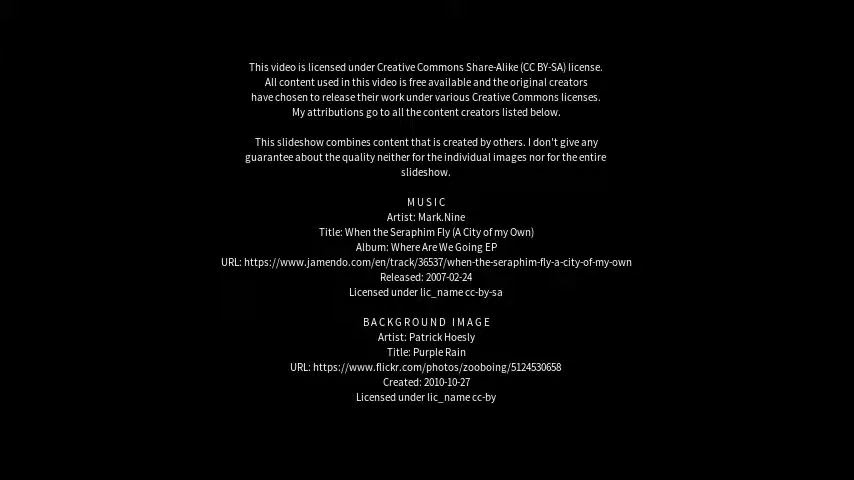 This video is licensed under Creative Commons Share-Alike (CC BY-SA) license.
All content used in this video is free available and the original creators
have chosen to release their work under various Creative Commons licenses.
My attributions go to all the content creators listed below.
This slideshow combines content that is created by others. I don't give any
guarantee about the quality neither for the individual images nor for the entire
slideshow.
MUSIC
Artist: Mark.Nine
Title: When the Seraphim Fly (A City of my Own)
Album: Where Are We Going EP
URL: https://www.jamendo.com/en/track/36537/when-the-seraphim-fly-a-city-of-my-own
Released: 2007-02-24
Licensed under lic_name cc-by-sa
BACKGROUND IMAGE
Artist: Patrick Hoesly
Title: Purple Rain
URL: https://www.flickr.com/photos/zooboing/5124530658
Created: 2010-10-27
Licensed under lic_name cc-by